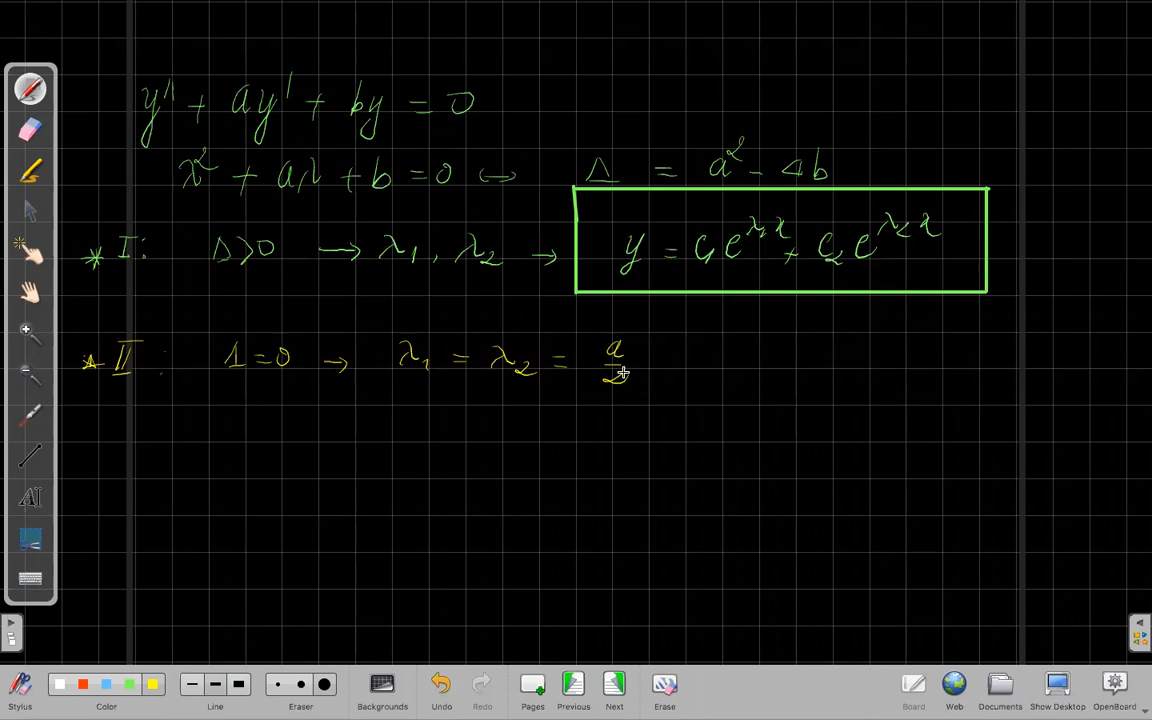 y'' + ay' + by = 0
λ² + aλ + b = 0 ⇔ Δ = a² - 4b
* I: Δ>0 → λ₁, λ₂ → y = C₁e^λ₁x + C₂e^λ₂x
* II: Δ=0 → λ₁ = λ₂ = a/2
Stylus
Color
Line
Eraser
Backgrounds
Undo
Redo
Pages
Previous
Next
Erase
Board
Web
Documents
Show Desktop
OpenBoard